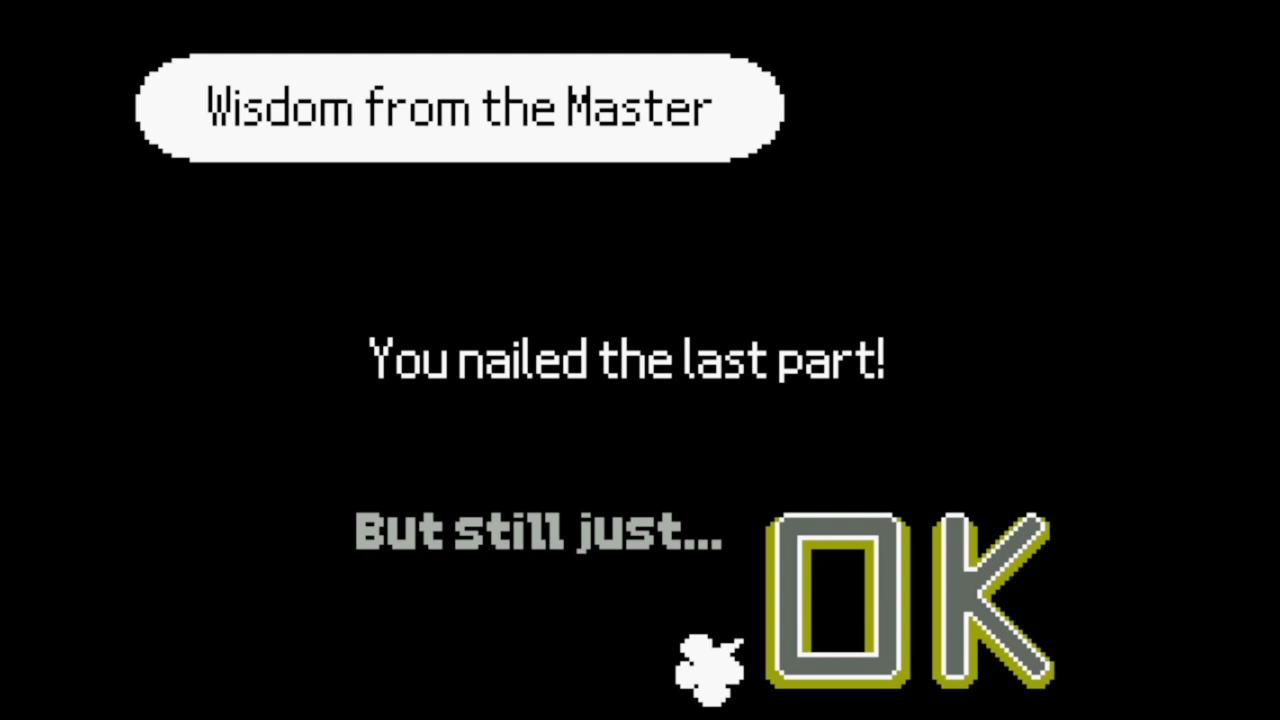 Wisdom from the Master
You nailed the last part!
But still just... OK